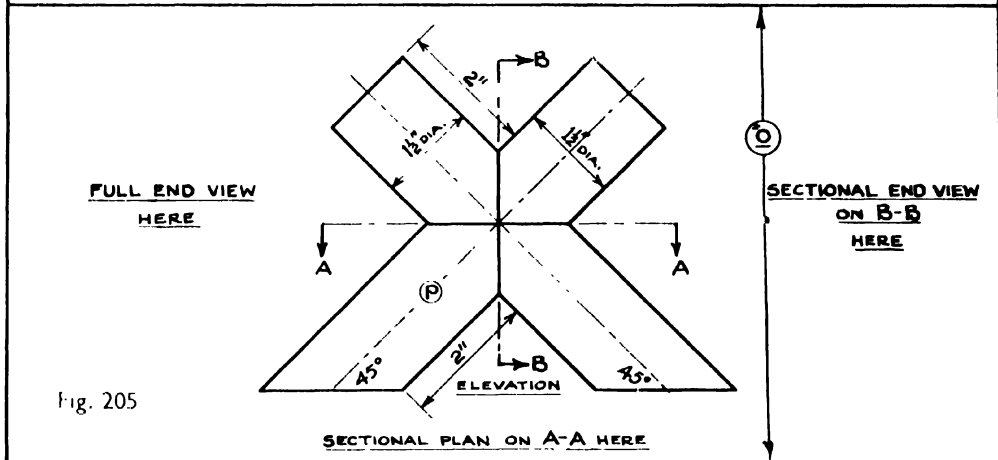 B
2"
1½" DIA.
1½" DIA.
O
FULL END VIEW
HERE
SECTIONAL END VIEW
ON B-B
HERE
A
A
P
45°
2"
B
45°
ELEVATION
Fig. 205
SECTIONAL PLAN ON A-A HERE